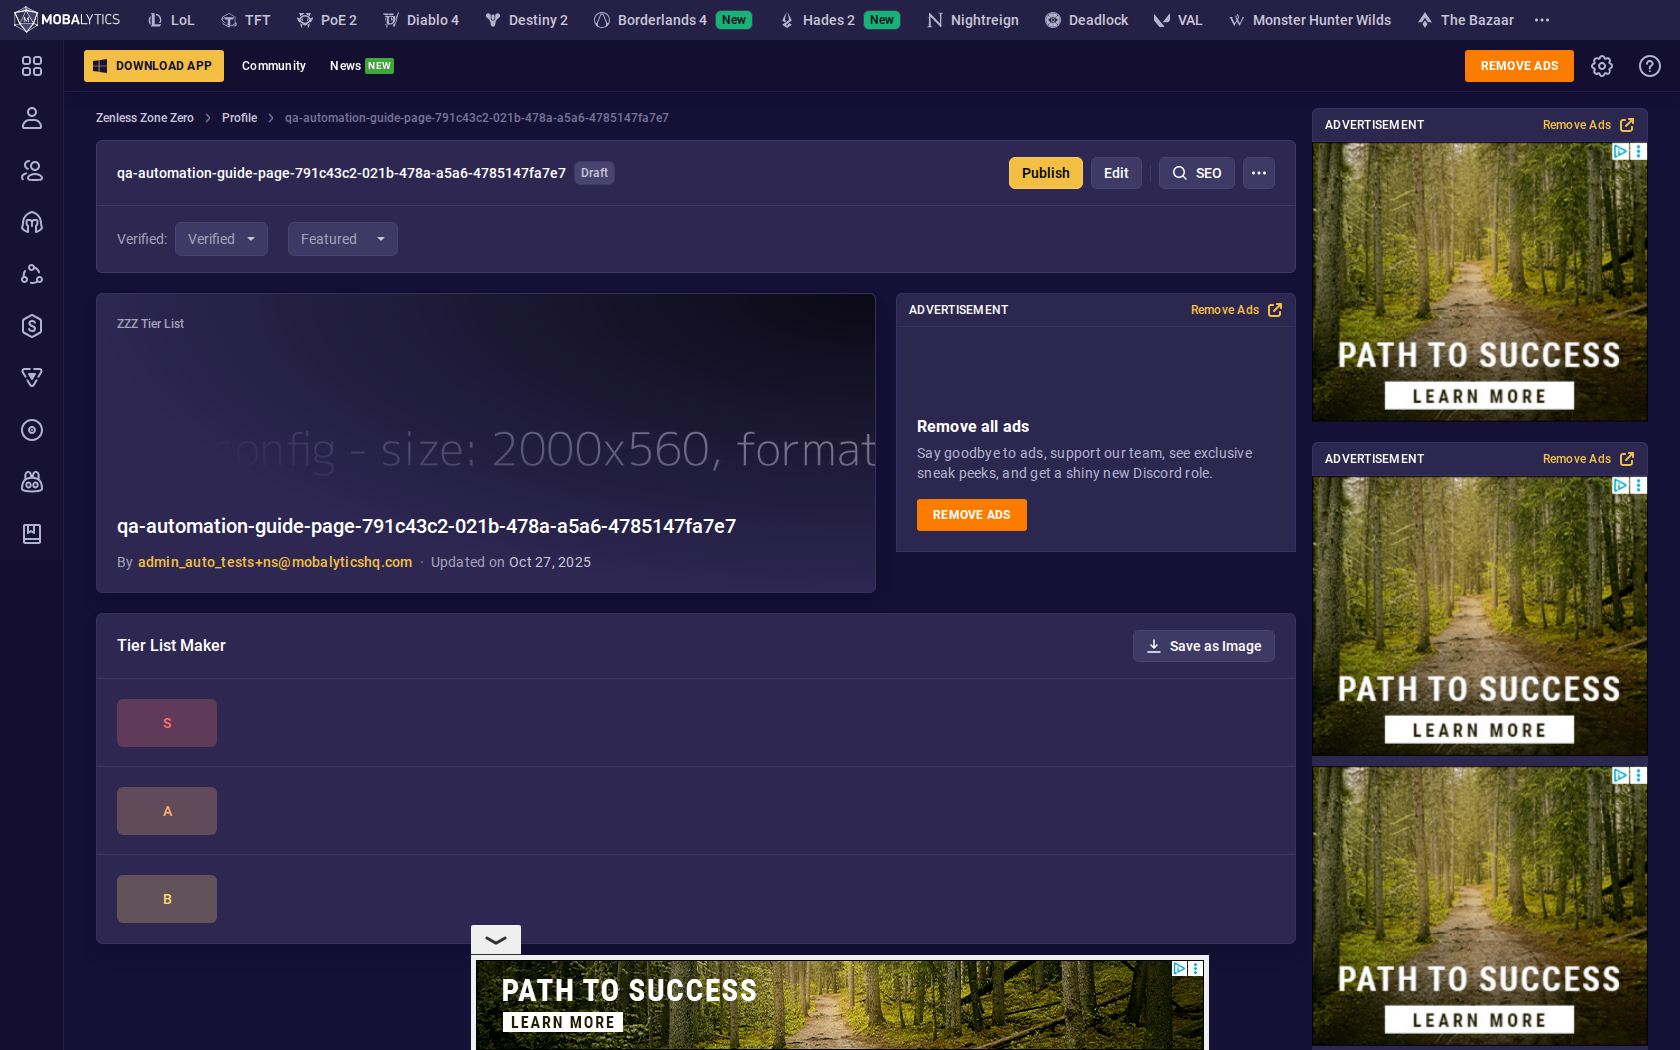 MOBALYTICS
LoL
TFT
PoE 2
Diablo 4
Destiny 2
Borderlands 4 New
Hades 2 New
Nightreign
Deadlock
VAL
Monster Hunter Wilds
The Bazaar
DOWNLOAD APP
Community
News NEW
REMOVE ADS
Zenless Zone Zero > Profile > qa-automation-guide-page-791c43c2-021b-478a-a5a6-4785147fa7e7
qa-automation-guide-page-791c43c2-021b-478a-a5a6-4785147fa7e7 Draft
Publish
Edit
SEO
Verified: Verified
Featured
ZZZ Tier List
config - size: 2000x560, format
qa-automation-guide-page-791c43c2-021b-478a-a5a6-4785147fa7e7
By admin_auto_tests+ns@mobalyticshq.com · Updated on Oct 27, 2025
ADVERTISEMENT
Remove Ads
Remove all ads
Say goodbye to ads, support our team, see exclusive
sneak peeks, and get a shiny new Discord role.
REMOVE ADS
Tier List Maker
Save as Image
S
A
B
PATH TO SUCCESS
LEARN MORE
ADVERTISEMENT
Remove Ads
PATH TO SUCCESS
LEARN MORE
ADVERTISEMENT
Remove Ads
PATH TO SUCCESS
LEARN MORE
PATH TO SUCCESS
LEARN MORE